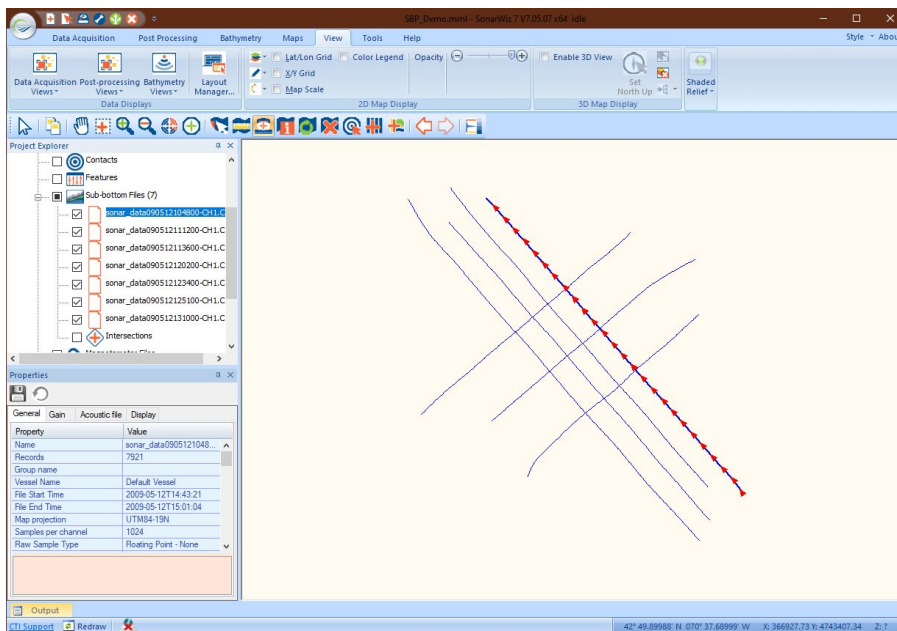 SBP_Demo.mml - SonarWiz 7 V7.05.07 x64 Idle
Data Acquisition Post Processing Bathymetry Maps View Tools Help Style Abou
Lat/Lon Grid Color Legend Opacity Enable 3D View
X/Y Grid
Map Scale
Data Acquisition Views Post-processing Views Bathymetry Views Layout Manager... Set North Up Shaded Relief
Data Displays 2D Map Display 3D Map Display
Project Explorer
Contacts
Features
Sub-bottom Files (7)
sonar_data090512104800-CH1.C
sonar_data090512111200-CH1.C
sonar_data090512113600-CH1.C
sonar_data090512120200-CH1.C
sonar_data090512123400-CH1.C
sonar_data090512125100-CH1.C
sonar_data090512131000-CH1.C
Intersections
Properties
General Gain Acoustic file Display
Property Value
Name sonar_data0905121048...
Records 7921
Group name
Vessel Name Default Vessel
File Start Time 2009-05-12T14:43:21
File End Time 2009-05-12T15:01:04
Map projection UTM84-19N
Samples per channel 1024
Raw Sample Type Floating Point - None
Output
CTI Support Redraw 42° 49.89988' N 070° 37.68999' W X: 366927.73 Y: 4743407.34 Z: ?